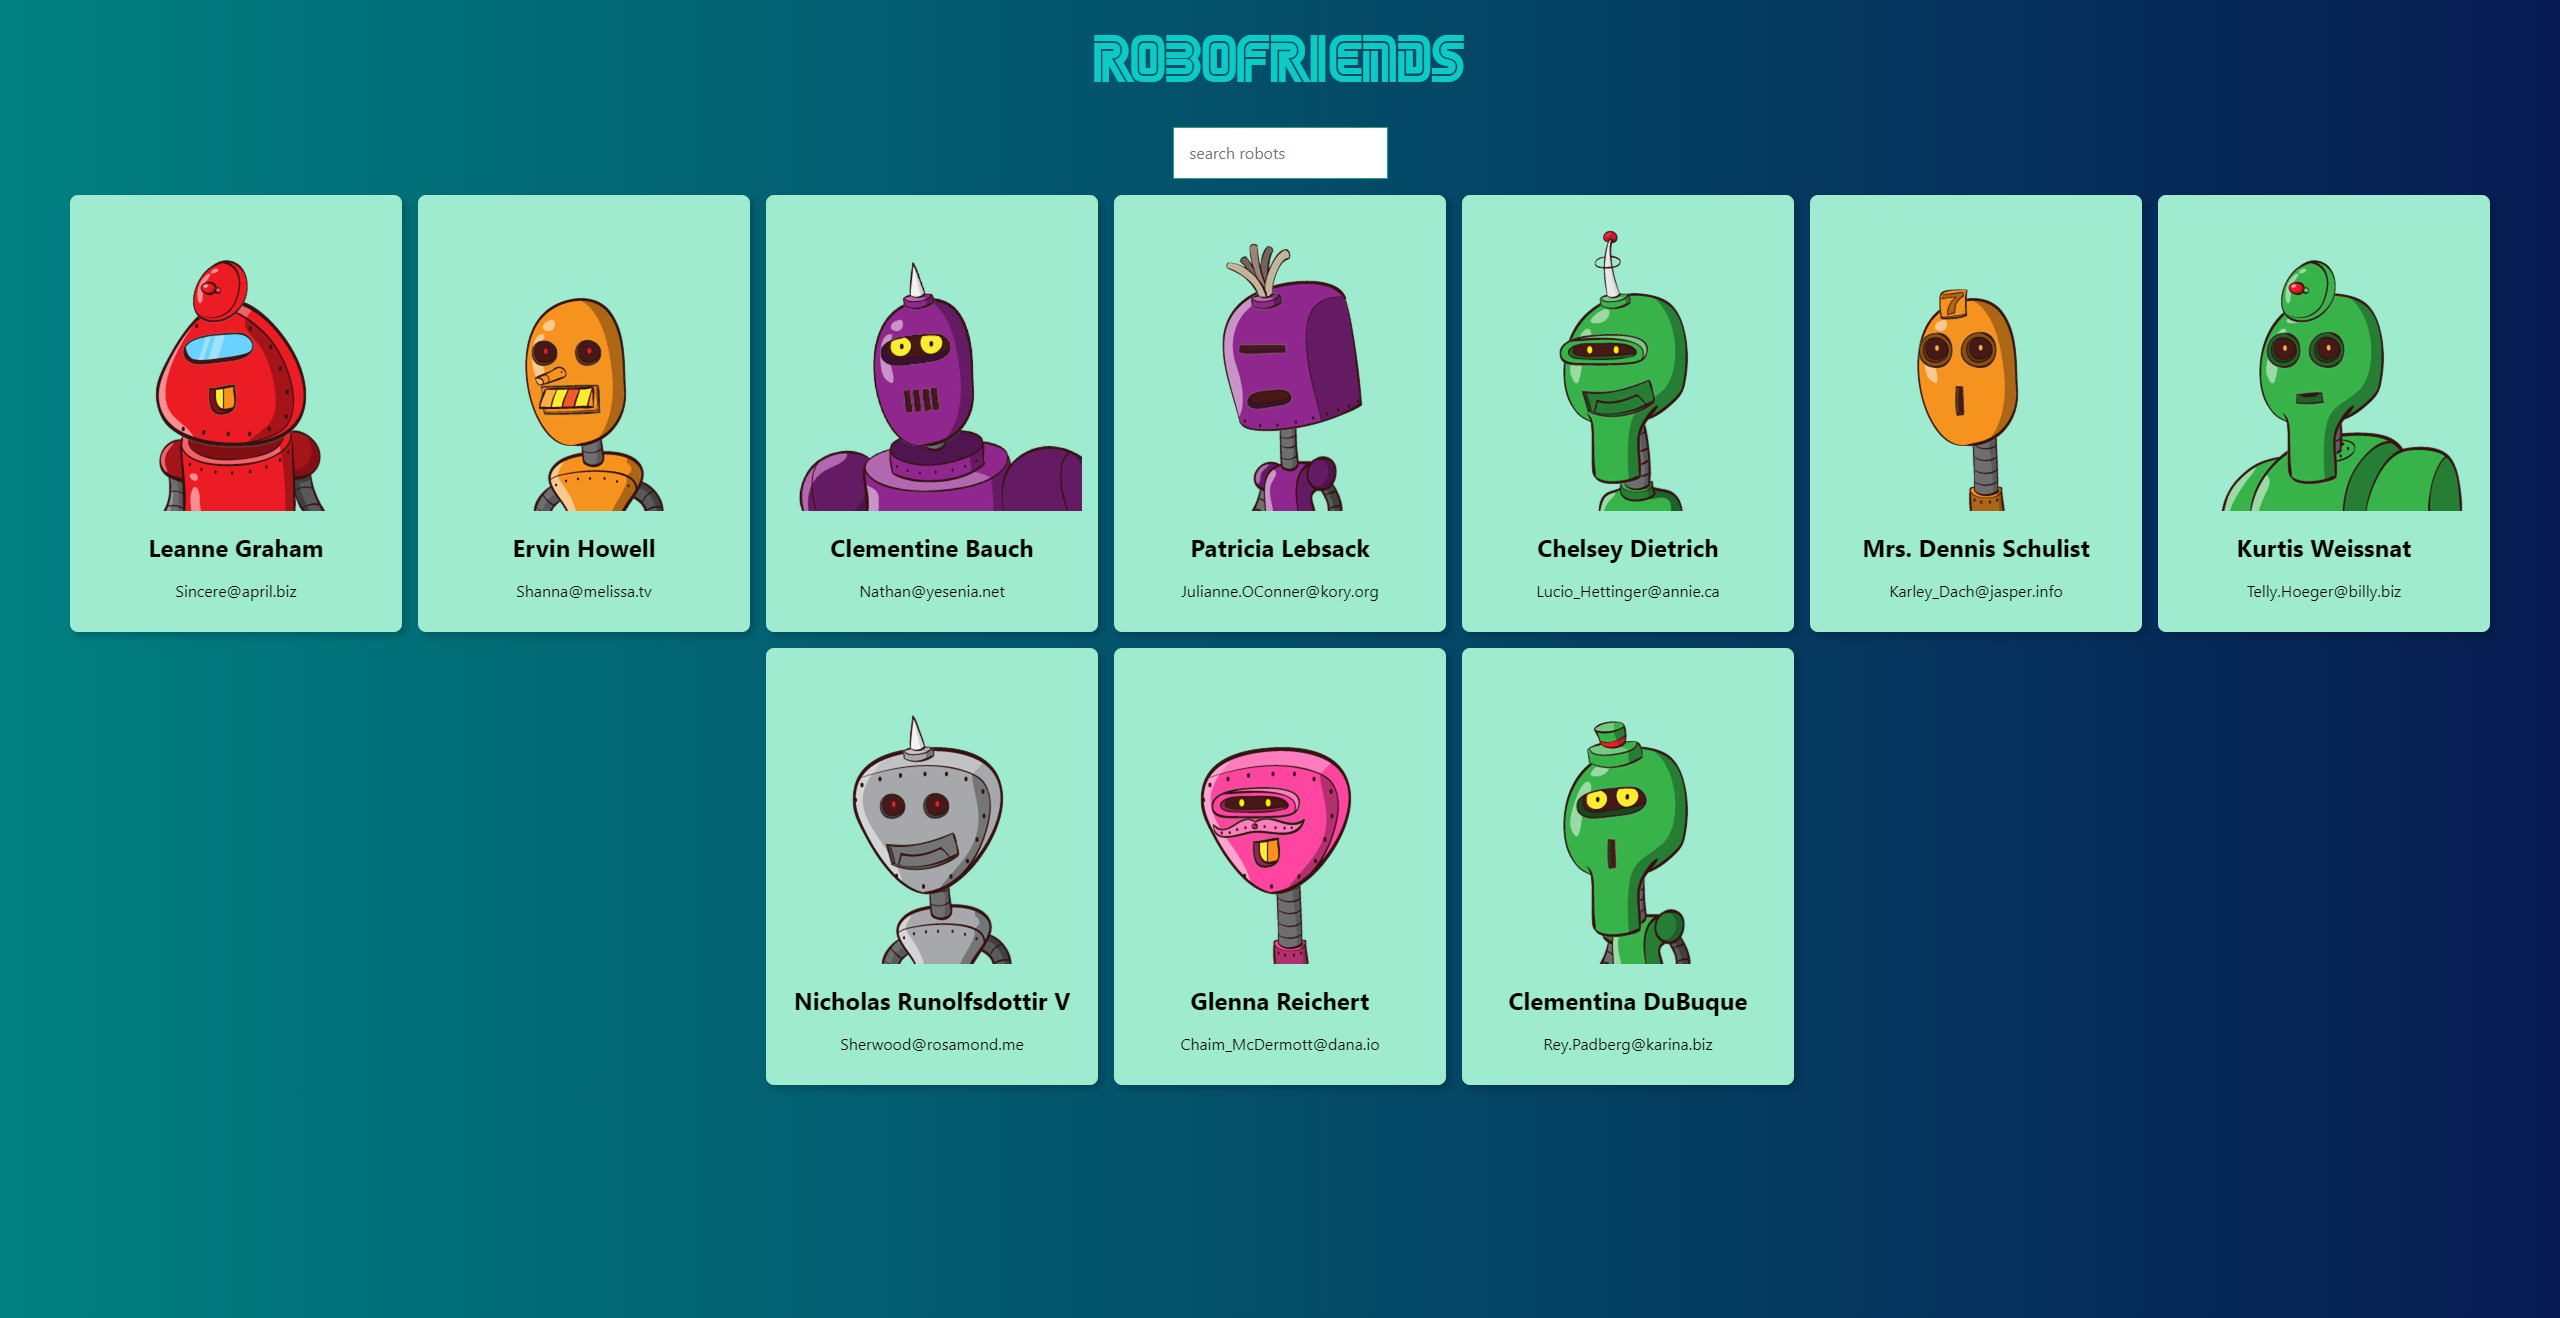 ROBOFRIENDS
search robots
Leanne Graham
Sincere@april.biz
Ervin Howell
Shanna@melissa.tv
Clementine Bauch
Nathan@yesenia.net
Patricia Lebsack
Julianne.OConner@kory.org
Chelsey Dietrich
Lucio_Hettinger@annie.ca
7
Mrs. Dennis Schulist
Karley_Dach@jasper.info
Kurtis Weissnat
Telly.Hoeger@billy.biz
Nicholas Runolfsdottir V
Sherwood@rosamond.me
Glenna Reichert
Chaim_McDermott@dana.io
Clementina DuBuque
Rey.Padberg@karina.biz